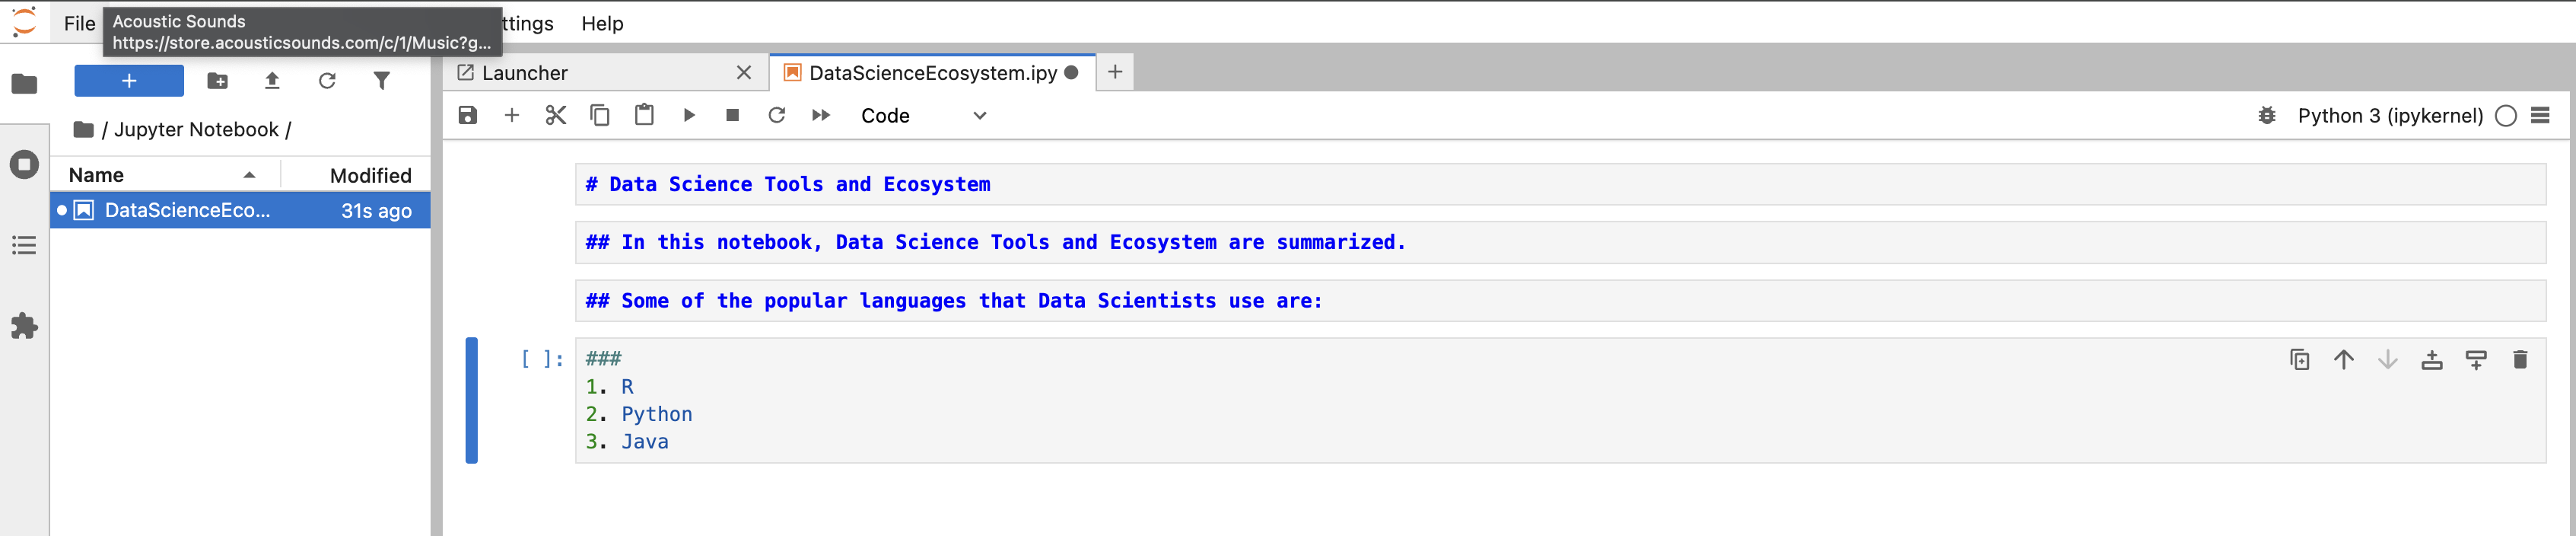 File
Acoustic Sounds
https://store.acousticsounds.com/c/1/Music?g...
ttings Help
Launcher
DataScienceEcosystem.ipy
Code
Python 3 (ipykernel)
/ Jupyter Notebook /
Name Modified
DataScienceEco... 31s ago
# Data Science Tools and Ecosystem
## In this notebook, Data Science Tools and Ecosystem are summarized.
## Some of the popular languages that Data Scientists use are:
[ ]: ###
1. R
2. Python
3. Java